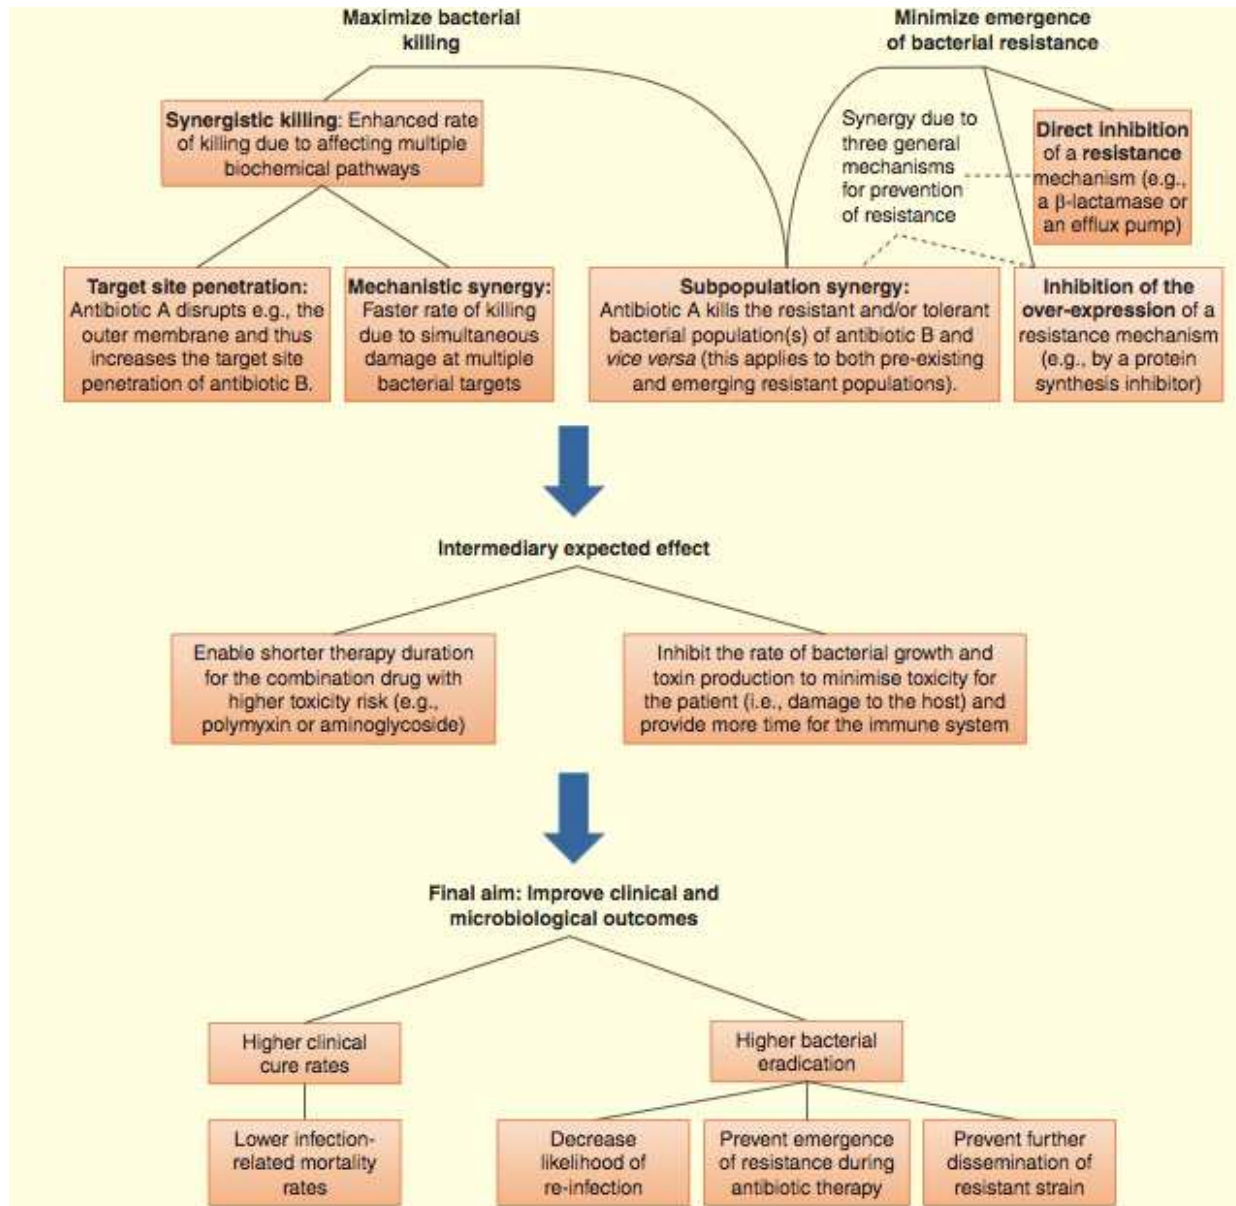 Maximize bacterial
killing
Minimize emergence
of bacterial resistance
Synergistic killing: Enhanced rate
of killing due to affecting multiple
biochemical pathways
Synergy due to
three general
mechanisms
for prevention
of resistance
Direct inhibition
of a resistance
mechanism (e.g.,
a β-lactamase or
an efflux pump)
Target site penetration:
Antibiotic A disrupts e.g., the
outer membrane and thus
increases the target site
penetration of antibiotic B.
Mechanistic synergy:
Faster rate of killing
due to simultaneous
damage at multiple
bacterial targets
Subpopulation synergy:
Antibiotic A kills the resistant and/or tolerant
bacterial population(s) of antibiotic B and
vice versa (this applies to both pre-existing
and emerging resistant populations).
Inhibition of the
over-expression of a
resistance mechanism
(e.g., by a protein
synthesis inhibitor)
Intermediary expected effect
Enable shorter therapy duration
for the combination drug with
higher toxicity risk (e.g.,
polymyxin or aminoglycoside)
Inhibit the rate of bacterial growth and
toxin production to minimise toxicity for
the patient (i.e., damage to the host) and
provide more time for the immune system
Final aim: Improve clinical and
microbiological outcomes
Higher clinical
cure rates
Higher bacterial
eradication
Lower infection-
related mortality
rates
Decrease
likelihood of
re-infection
Prevent emergence
of resistance during
antibiotic therapy
Prevent further
dissemination of
resistant strain